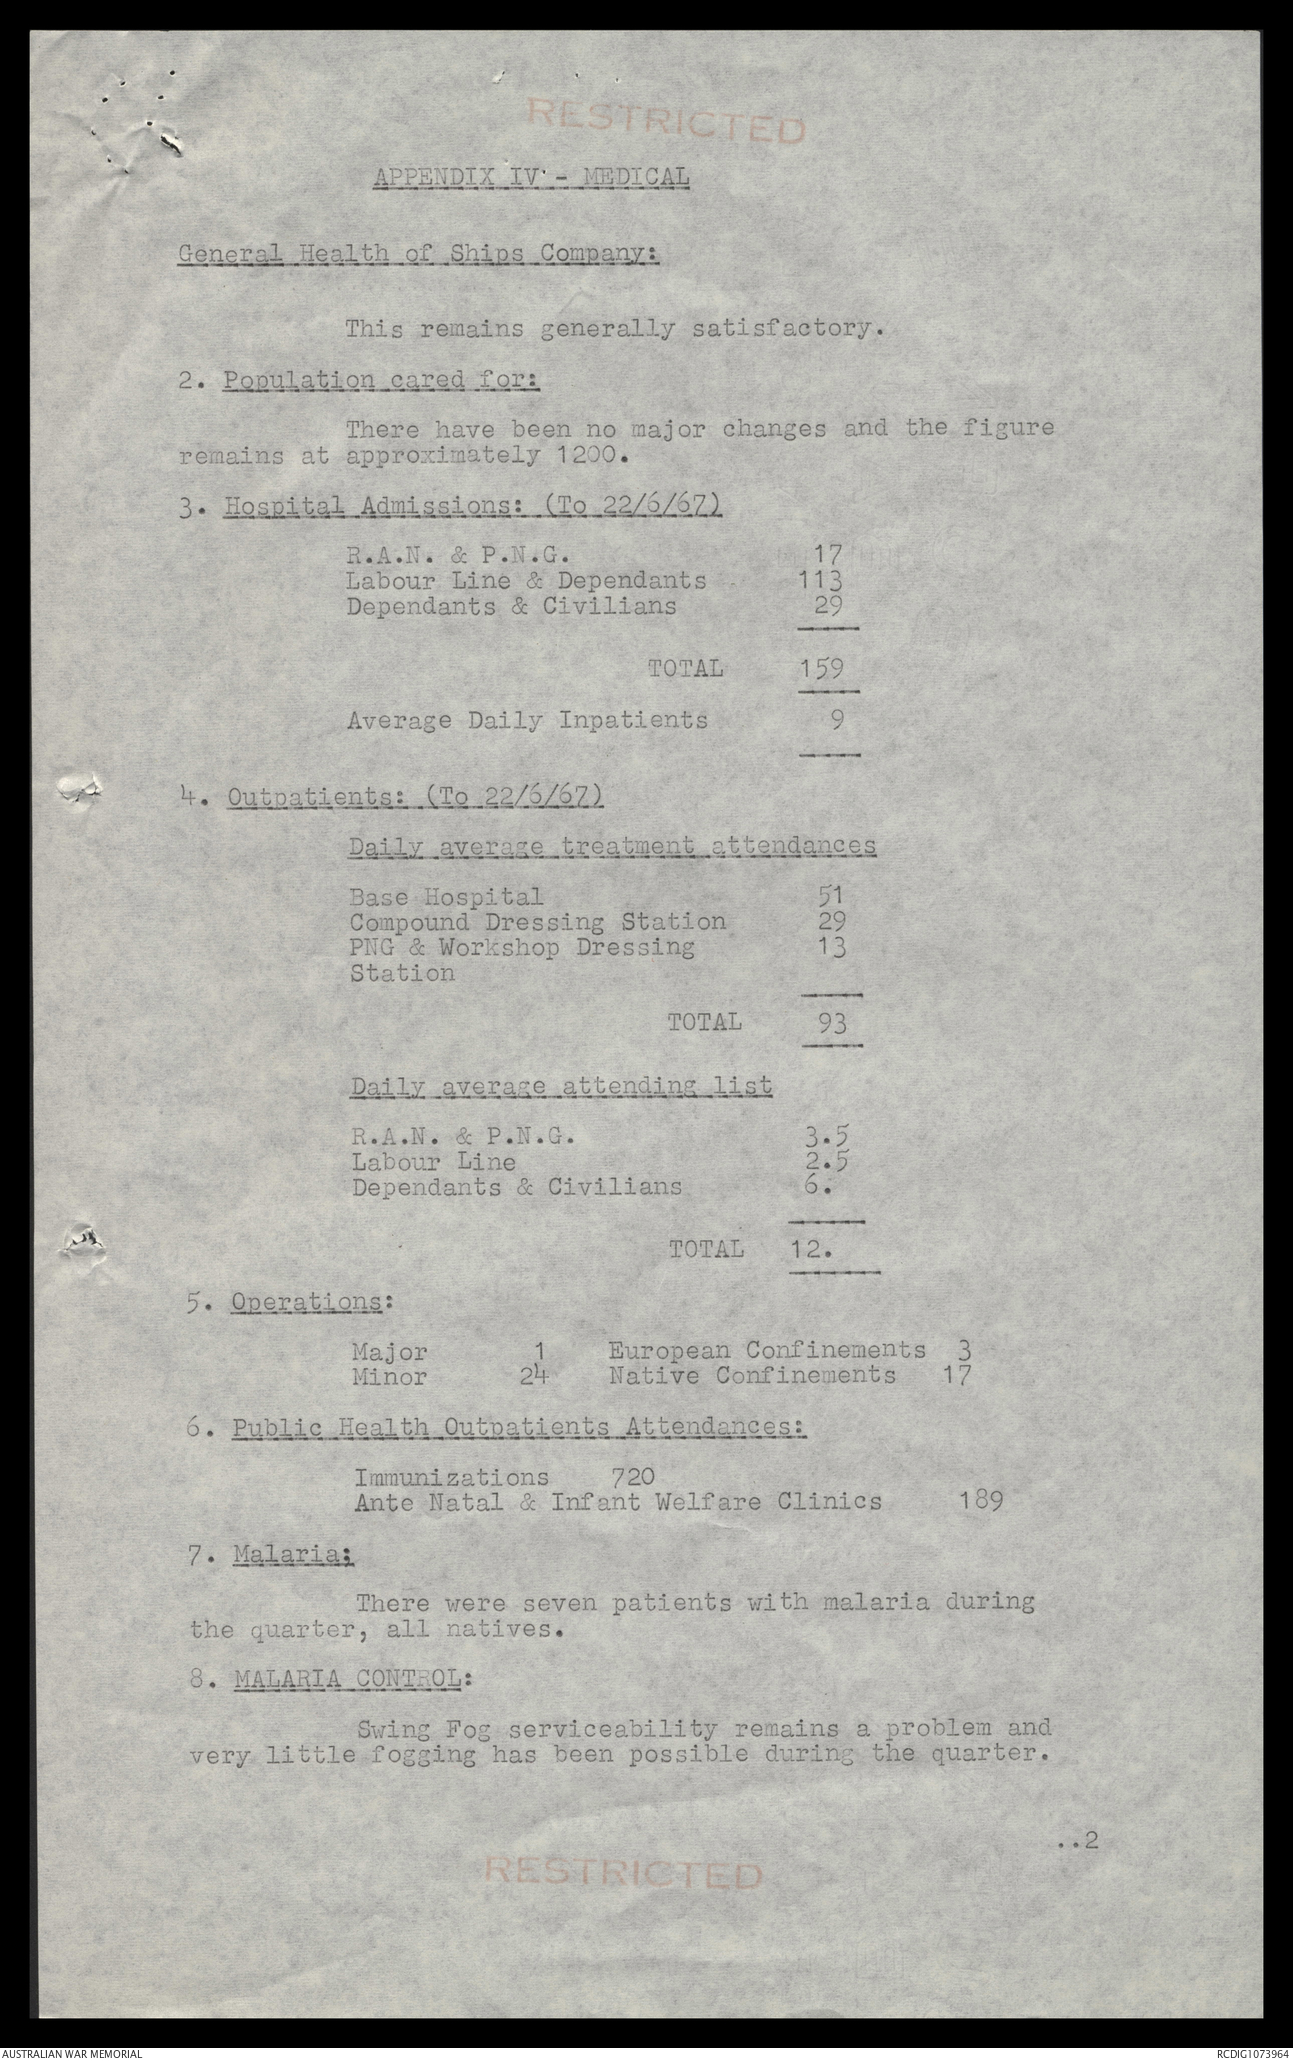 RESTRICTED
APPENDIX IV - MEDICAL
General Health of Ships Company:
This remains generally satisfactory.
2. Population cared for:
There have been no major changes and the figure
remains at approximately 1200.
3. Hospital Admissions: (To 22/6/67)
R.A.N. & P.N.G. 17
Labour Line & Dependants 113
Dependants & Civilians 29
TOTAL 159
Average Daily Inpatients 9
4. Outpatients: (To 22/6/67)
Daily average treatment attendances
Base Hospital 51
Compound Dressing Station 29
PNG & Workshop Dressing 13
Station
TOTAL 93
Daily average attending list
R.A.N. & P.N.G. 3.5
Labour Line 2.5
Dependants & Civilians 6.
TOTAL 12.
5. Operations:
Major 1 European Confinements 3
Minor 24 Native Confinements 17
6. Public Health Outpatients Attendances:
Immunizations 720
Ante Natal & Infant Welfare Clinics 189
7. Malaria:
There were seven patients with malaria during
the quarter, all natives.
8. MALARIA CONTROL:
Swing Fog serviceability remains a problem and
very little fogging has been possible during the quarter.
..2
RESTRICTED
AUSTRALIAN WAR MEMORIAL RCDIG1073964